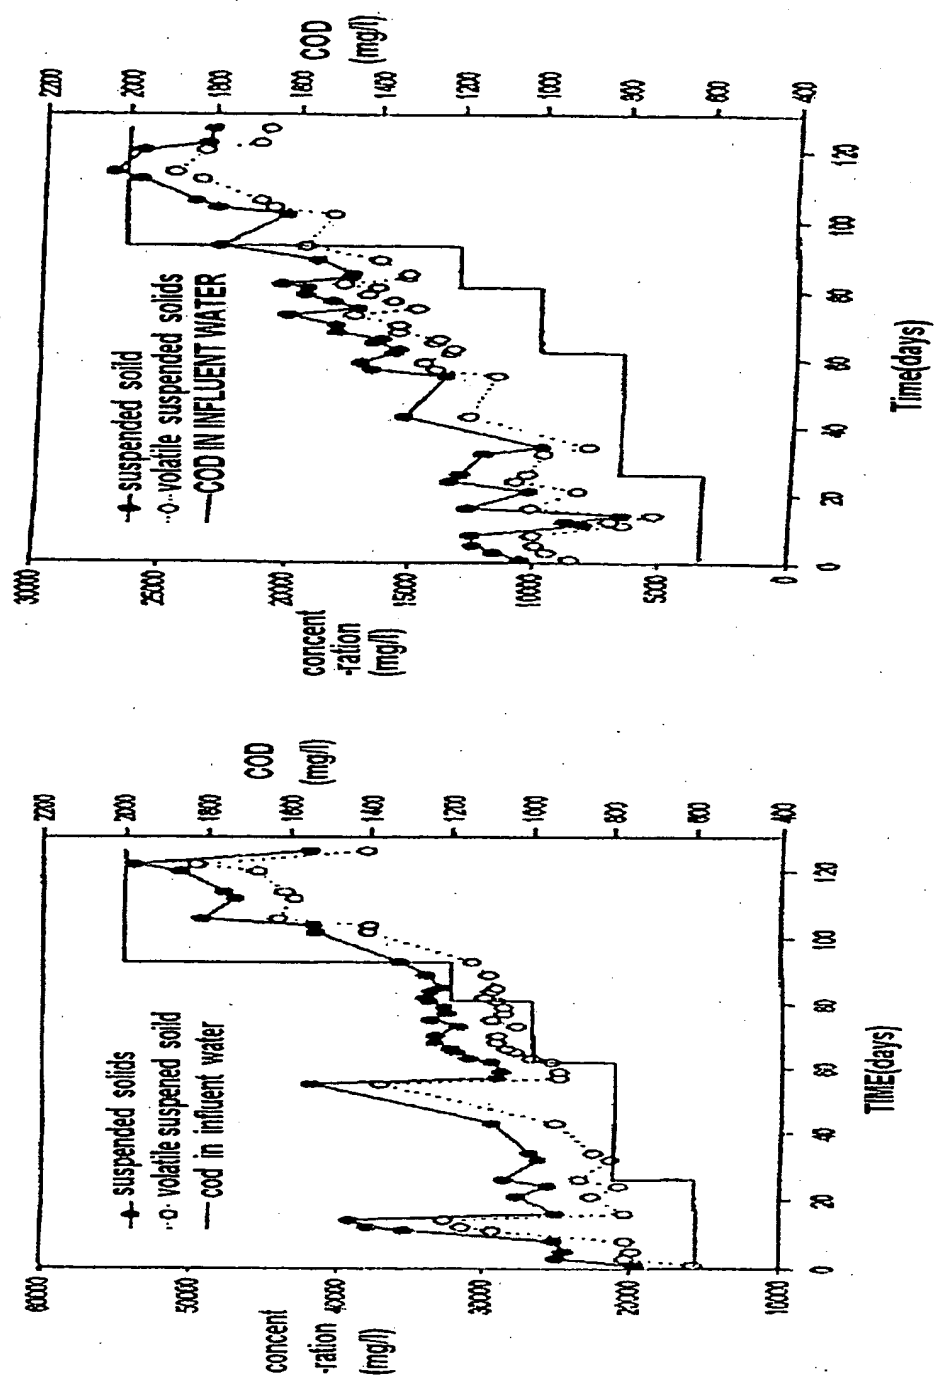 concent
-ration
(mg/l)
60000
50000
40000
30000
20000
10000
suspended solids
volatile suspened soild
cod in influent water
COD
(mg/l)
2200
2000
1800
1600
1400
1200
1000
800
600
400
0 20 40 60 80 100 120
TIME(days)
concent
-ration
(mg/l)
30000
25000
20000
15000
10000
5000
0
suspended soild
volatile suspended solids
COD IN INFLUENT WATER
COD
(mg/l)
2200
2000
1800
1600
1400
1200
1000
800
600
400
0 20 40 60 80 100 120
Time(days)